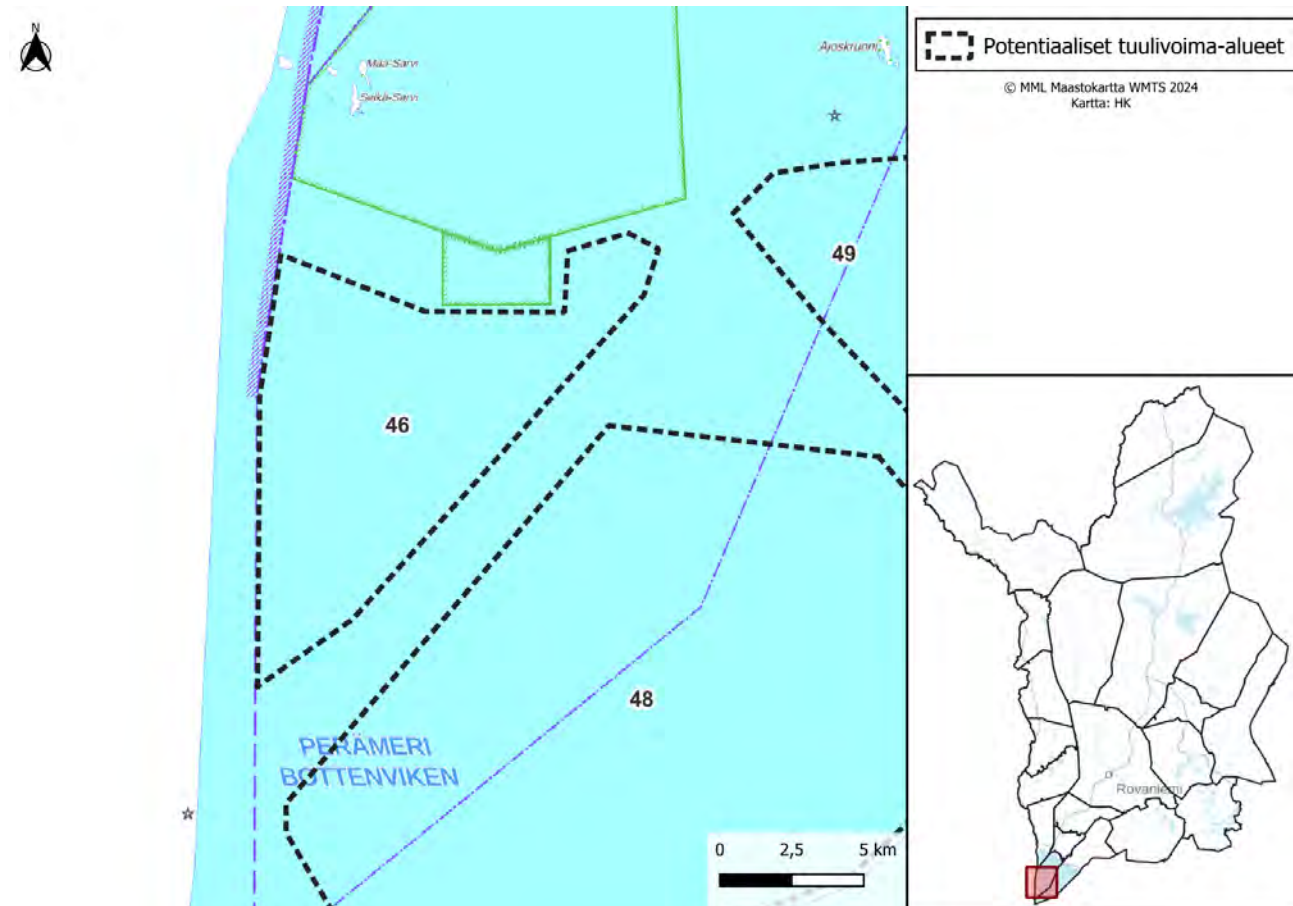 N
Maa-Sarvi
Selkä-Sarvi
Ajoskrunni
49
46
48
PERÄMERI
BOTTENVIKEN
0 2,5 5 km
Potentiaaliset tuulivoima-alueet
© MML Maastokartta WMTS 2024
Kartta: HK
Rovaniemi